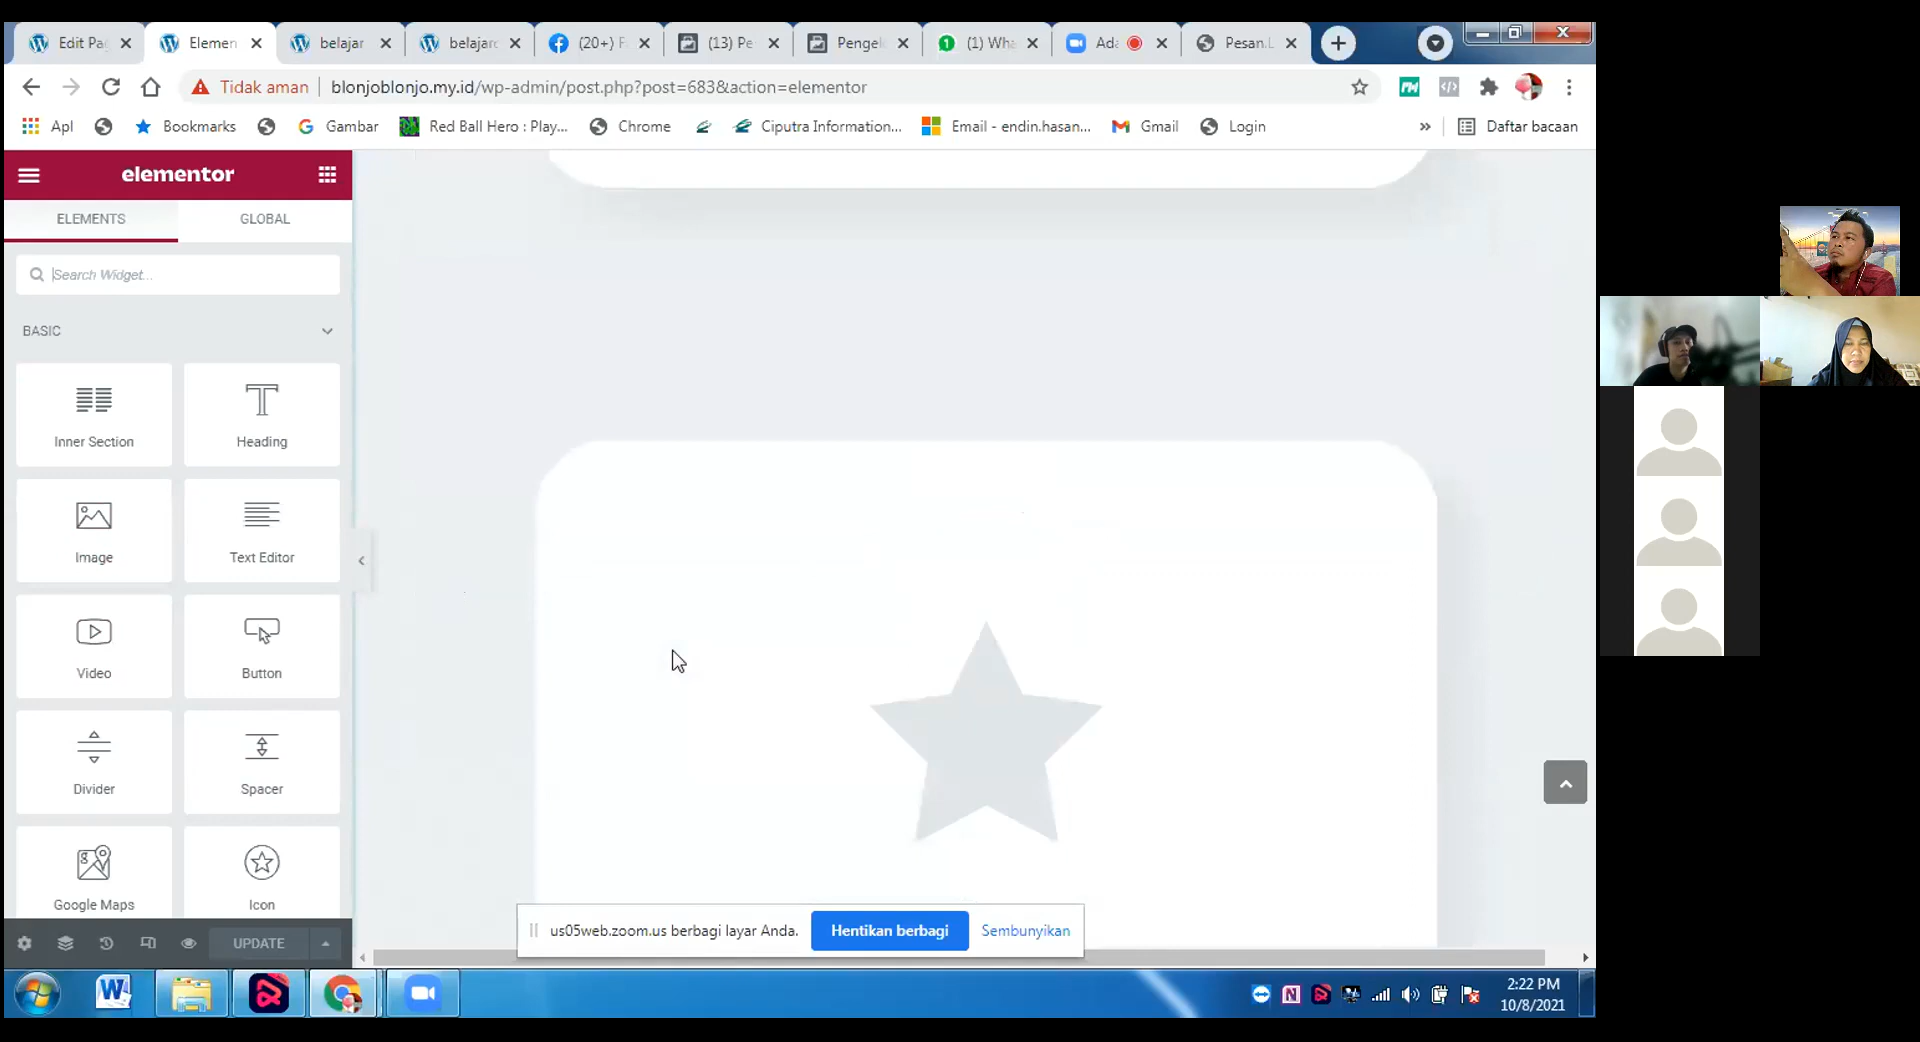 Edit Pa
Elemen
belajar
belajarc
(20+) F
(13) Pe
Pengel
(1) Wha
Ada
Pesan.L
Tidak aman
blonjoblonjo.my.id/wp-admin/post.php?post=683&action=elementor
Apl
Bookmarks
Gambar
Red Ball Hero : Play...
Chrome
Ciputra Information...
Email - endin.hasan...
Gmail
Login
»
Daftar bacaan
elementor
ELEMENTS
GLOBAL
Search Widget...
BASIC
Inner Section
Heading
Image
Text Editor
Video
Button
Divider
Spacer
Google Maps
Icon
UPDATE
us05web.zoom.us berbagi layar Anda.
Hentikan berbagi
Sembunyikan
2:22 PM
10/8/2021